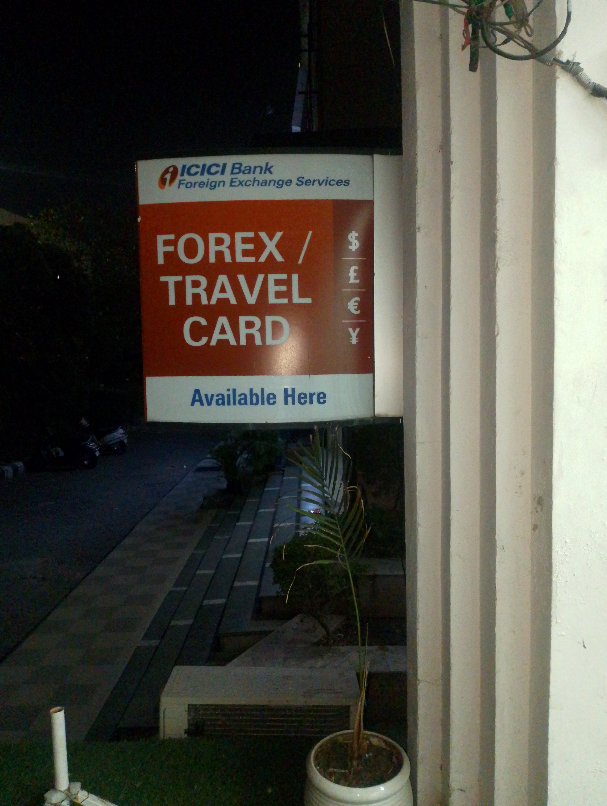 ICICI Bank
Foreign Exchange Services
FOREX /
TRAVEL
CARD
$
£
€
¥
Available Here